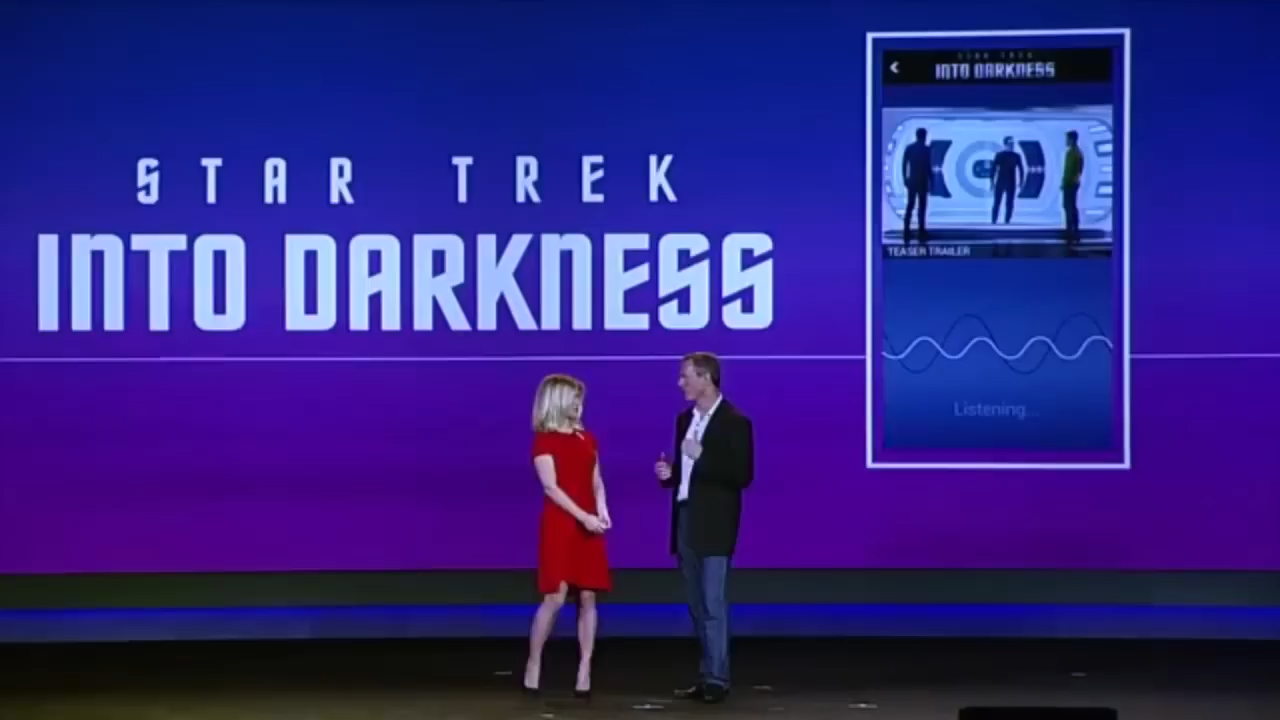 STAR TREK
INTO DARKNESS
STAR TREK
INTO DARKNESS
TEASER TRAILER
Listening...